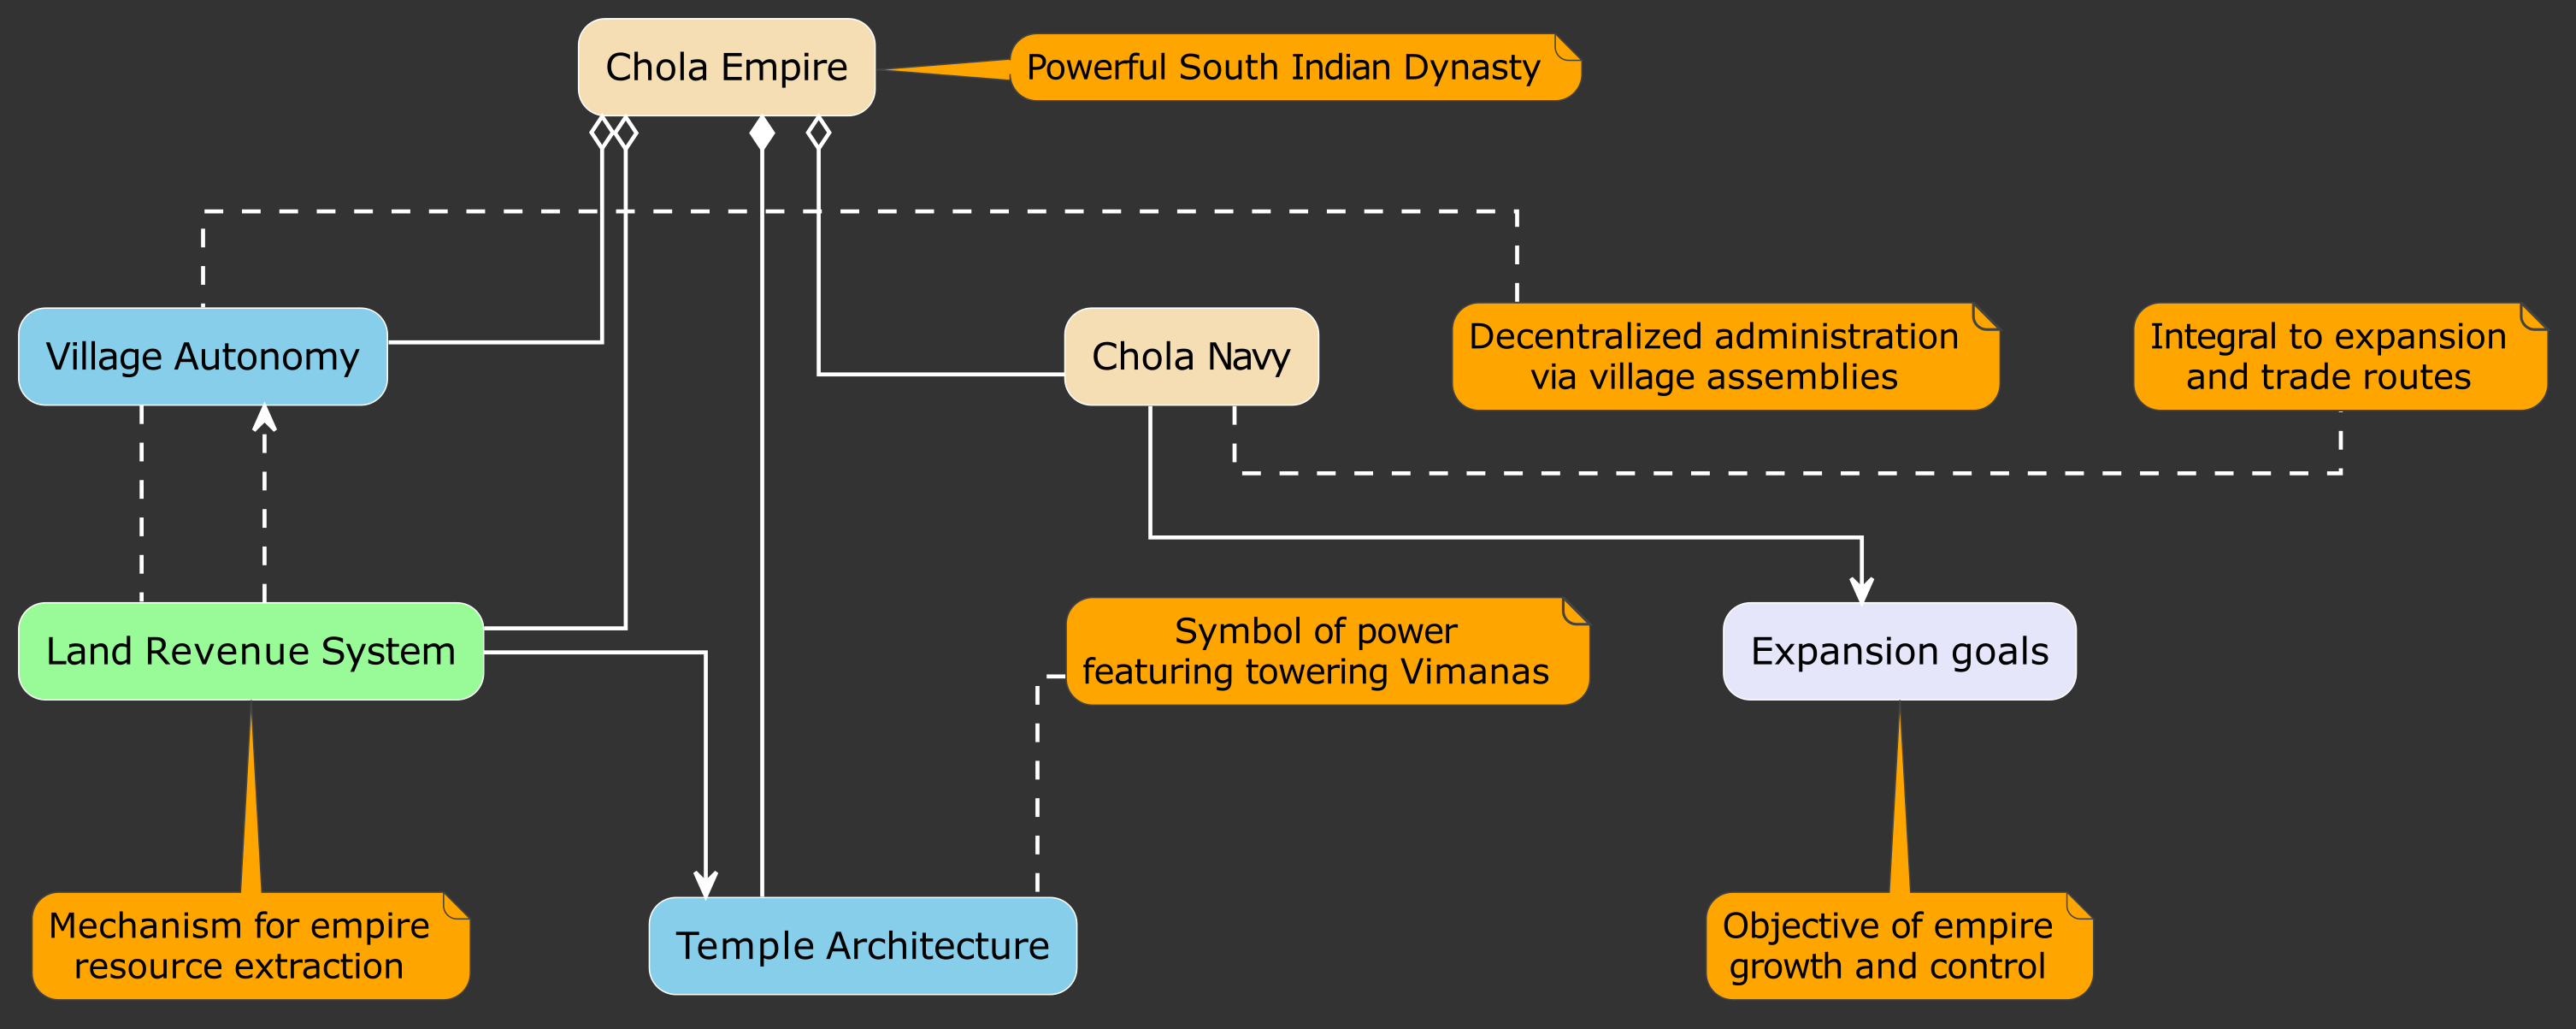 Chola Empire
Powerful South Indian Dynasty
Village Autonomy
Chola Navy
Decentralized administration
via village assemblies
Integral to expansion
and trade routes
Land Revenue System
Symbol of power
featuring towering Vimanas
Expansion goals
Mechanism for empire
resource extraction
Temple Architecture
Objective of empire
growth and control